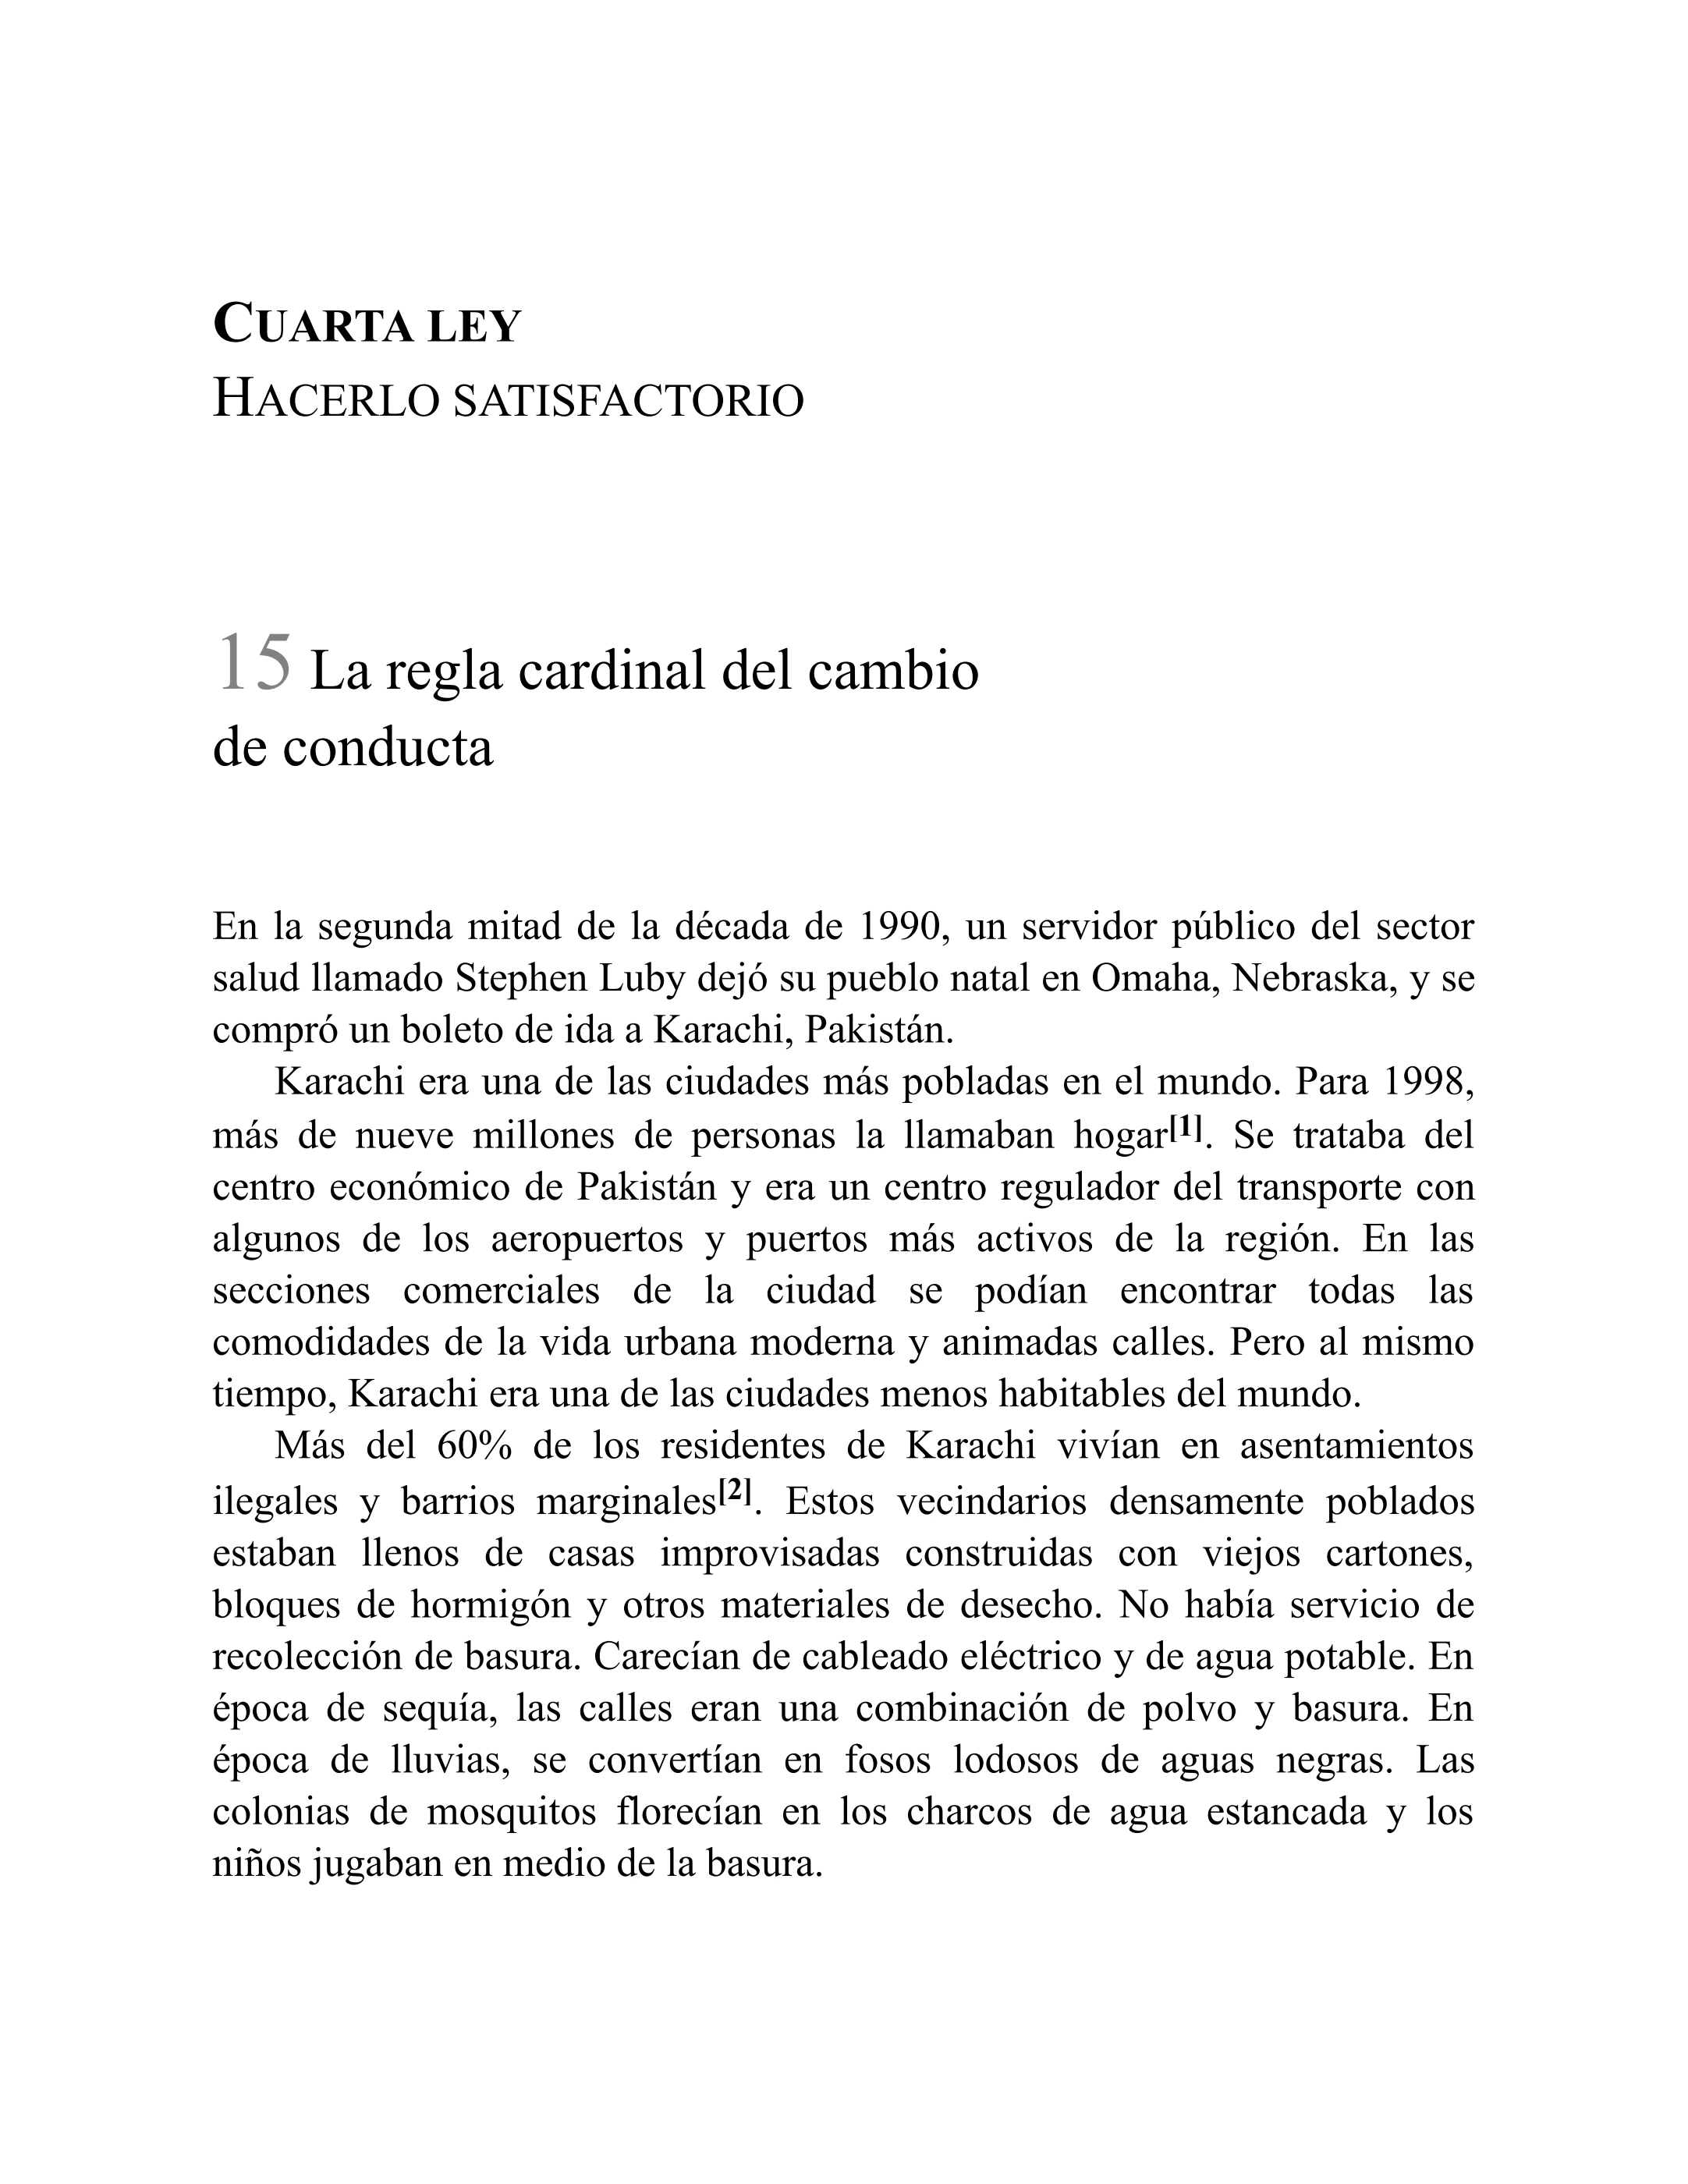 CUARTA LEY
HACERLO SATISFACTORIO
15 La regla cardinal del cambio
de conducta
En la segunda mitad de la década de 1990, un servidor público del sector
salud llamado Stephen Luby dejó su pueblo natal en Omaha, Nebraska, y se
compró un boleto de ida a Karachi, Pakistán.
Karachi era una de las ciudades más pobladas en el mundo. Para 1998,
más de nueve millones de personas la llamaban hogar[1]. Se trataba del
centro económico de Pakistán y era un centro regulador del transporte con
algunos de los aeropuertos y puertos más activos de la región. En las
secciones comerciales de la ciudad se podían encontrar todas las
comodidades de la vida urbana moderna y animadas calles. Pero al mismo
tiempo, Karachi era una de las ciudades menos habitables del mundo.
Más del 60% de los residentes de Karachi vivían en asentamientos
ilegales y barrios marginales[2]. Estos vecindarios densamente poblados
estaban llenos de casas improvisadas construidas con viejos cartones,
bloques de hormigón y otros materiales de desecho. No había servicio de
recolección de basura. Carecían de cableado eléctrico y de agua potable. En
época de sequía, las calles eran una combinación de polvo y basura. En
época de lluvias, se convertían en fosos lodosos de aguas negras. Las
colonias de mosquitos florecían en los charcos de agua estancada y los
niños jugaban en medio de la basura.